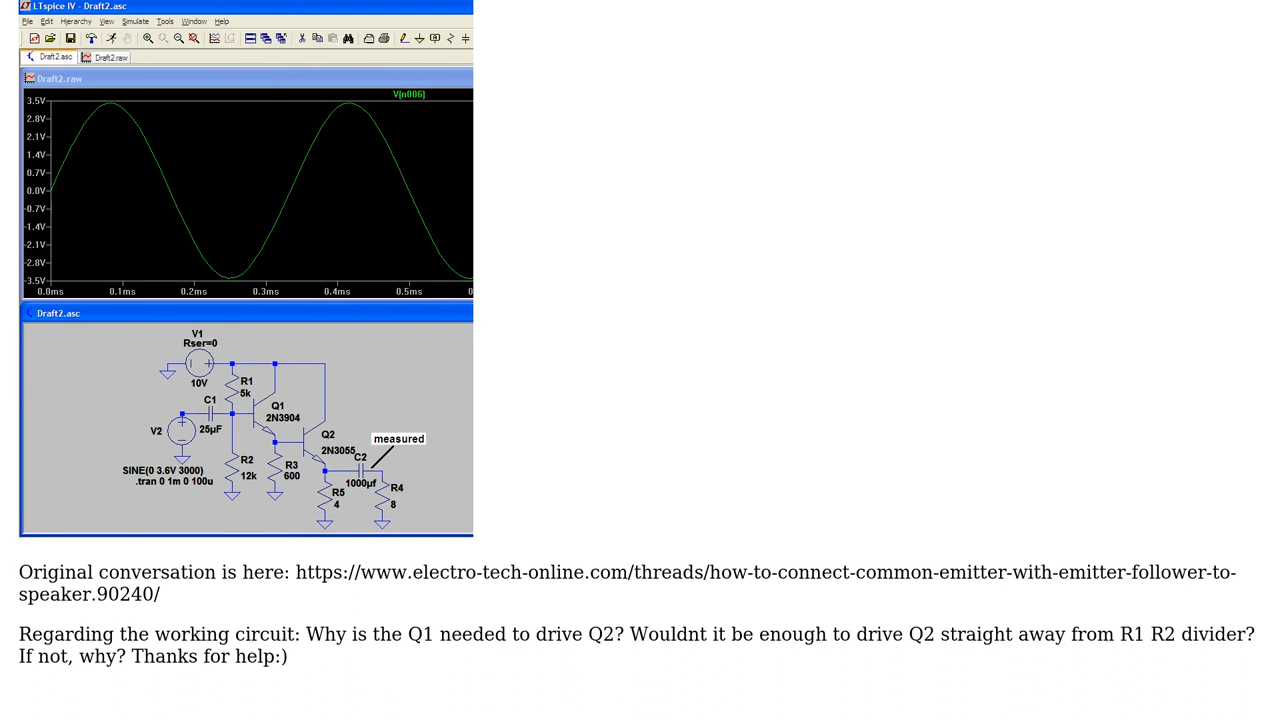 LTspice IV - Draft2.asc
File Edit Hierarchy View Simulate Tools Window Help
Draft2.asc Draft2.raw
Draft2.raw
V(n006)
3.5V
2.8V
2.1V
1.4V
0.7V
0.0V
-0.7V
-1.4V
-2.1V
-2.8V
-3.5V
0.0ms 0.1ms 0.2ms 0.3ms 0.4ms 0.5ms 0
Draft2.asc
V1
Rser=0
10V
R1
5k
C1
25µF
Q1
2N3904
V2
SINE(0 3.6V 3000)
.tran 0 1m 0 100u
R2
12k
R3
600
Q2
2N3055
measured
C2
1000µf
R5
4
R4
8
Original conversation is here: https://www.electro-tech-online.com/threads/how-to-connect-common-emitter-with-emitter-follower-to-
speaker.90240/
Regarding the working circuit: Why is the Q1 needed to drive Q2? Wouldnt it be enough to drive Q2 straight away from R1 R2 divider?
If not, why? Thanks for help:)